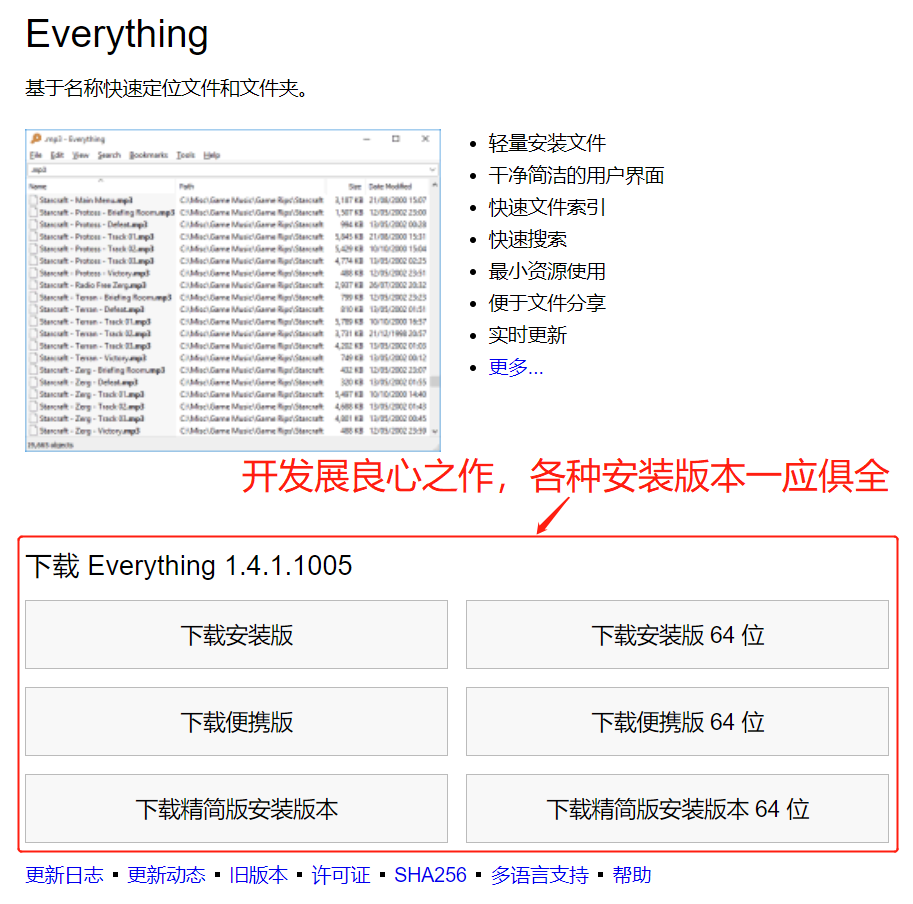 Everything
基于名称快速定位文件和文件夹。
.mp3 - Everything
File Edit View Search Bookmarks Tools Help
.mp3
Name Path Size Date Modified
Starcraft - Main Menu.mp3 C:\Misc\Game Music\Game Rips\Starcraft 3,187 KB 21/08/2000 15:07
Starcraft - Protoss - Briefing Room.mp3 C:\Misc\Game Music\Game Rips\Starcraft 1,507 KB 12/05/2002 23:00
Starcraft - Protoss - Defeat.mp3 C:\Misc\Game Music\Game Rips\Starcraft 994 KB 13/05/2002 00:28
Starcraft - Protoss - Track 01.mp3 C:\Misc\Game Music\Game Rips\Starcraft 5,845 KB 21/08/2000 15:31
Starcraft - Protoss - Track 02.mp3 C:\Misc\Game Music\Game Rips\Starcraft 5,429 KB 10/10/2000 15:04
Starcraft - Protoss - Track 03.mp3 C:\Misc\Game Music\Game Rips\Starcraft 4,774 KB 13/05/2002 02:25
Starcraft - Protoss - Victory.mp3 C:\Misc\Game Music\Game Rips\Starcraft 488 KB 12/05/2002 23:51
Starcraft - Radio Free Zerg.mp3 C:\Misc\Game Music\Game Rips\Starcraft 2,937 KB 26/07/2002 20:32
Starcraft - Terran - Briefing Room.mp3 C:\Misc\Game Music\Game Rips\Starcraft 799 KB 12/05/2002 23:23
Starcraft - Terran - Defeat.mp3 C:\Misc\Game Music\Game Rips\Starcraft 810 KB 13/05/2002 01:51
Starcraft - Terran - Track 01.mp3 C:\Misc\Game Music\Game Rips\Starcraft 5,789 KB 10/10/2000 16:37
Starcraft - Terran - Track 02.mp3 C:\Misc\Game Music\Game Rips\Starcraft 3,731 KB 21/12/1998 20:57
Starcraft - Terran - Track 03.mp3 C:\Misc\Game Music\Game Rips\Starcraft 4,202 KB 13/05/2002 01:03
Starcraft - Terran - Victory.mp3 C:\Misc\Game Music\Game Rips\Starcraft 749 KB 13/05/2002 00:12
Starcraft - Zerg - Briefing Room.mp3 C:\Misc\Game Music\Game Rips\Starcraft 432 KB 12/05/2002 23:07
Starcraft - Zerg - Defeat.mp3 C:\Misc\Game Music\Game Rips\Starcraft 320 KB 13/05/2002 01:55
Starcraft - Zerg - Track 01.mp3 C:\Misc\Game Music\Game Rips\Starcraft 5,497 KB 10/10/2000 14:40
Starcraft - Zerg - Track 02.mp3 C:\Misc\Game Music\Game Rips\Starcraft 4,688 KB 13/05/2002 01:43
Starcraft - Zerg - Track 03.mp3 C:\Misc\Game Music\Game Rips\Starcraft 4,801 KB 13/05/2002 00:45
Starcraft - Zerg - Victory.mp3 C:\Misc\Game Music\Game Rips\Starcraft 488 KB 12/05/2002 23:39
objects
轻量安装文件
干净简洁的用户界面
快速文件索引
快速搜索
最小资源使用
便于文件分享
实时更新
更多...
开发展良心之作，各种安装版本一应俱全
下载 Everything 1.4.1.1005
下载安装版 下载安装版 64 位
下载便携版 下载便携版 64 位
下载精简版安装版本 下载精简版安装版本 64 位
更新日志 ▪ 更新动态 ▪ 旧版本 ▪ 许可证 ▪ SHA256 ▪ 多语言支持 ▪ 帮助